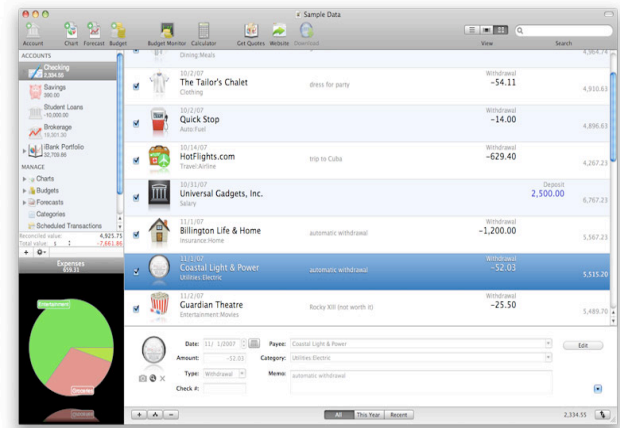 Sample Data
Account Chart Forecast Budget Budget Monitor Calculator Get Quotes Website Download View Search
ACCOUNTS
Checking
2,334.55
Savings
Student Loans
-10,000.00
Brokerage
19,301.30
iBank Portfolio
32,705.66
MANAGE
Charts
Budgets
Forecasts
Categories
Scheduled Transactions
Reconciled value: 4,925.75
Total value: -7,661.86
Expenses
659.31
Entertainment
Groceries
Dining:Meals
4,964.74
10/2/07
The Tailor's Chalet
Clothing
dress for party
Withdrawal
-54.11
4,910.63
10/2/07
Quick Stop
Auto:Fuel
Withdrawal
-14.00
4,896.63
10/14/07
HotFlights.com
Travel:Airline
trip to Cuba
Withdrawal
-629.40
4,267.23
10/31/07
Universal Gadgets, Inc.
Salary
Deposit
2,500.00
6,767.23
11/1/07
Billington Life & Home
Insurance:Home
automatic withdrawal
Withdrawal
-1,200.00
5,567.23
11/1/07
Coastal Light & Power
Utilities:Electric
automatic withdrawal
Withdrawal
-52.03
5,515.20
11/2/07
Guardian Theatre
Entertainment:Movies
Rocky XIII (not worth it)
Withdrawal
-25.50
5,489.70
Date: 11/ 1/2007 Payee: Coastal Light & Power
Edit
Amount: -52.03 Category: Utilities:Electric
Type: Withdrawal Memo: automatic withdrawal
Check #:
All This Year Recent
2,334.55